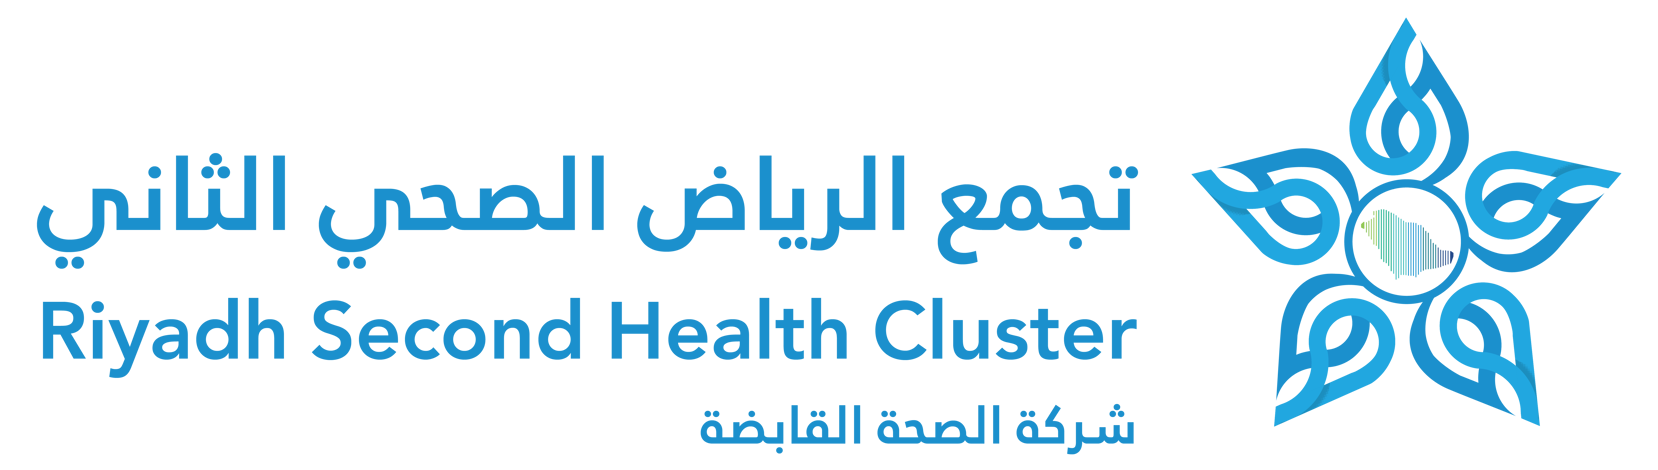 تجمع الرياض الصحي الثاني
Riyadh Second Health Cluster
شركة الصحة القابضة